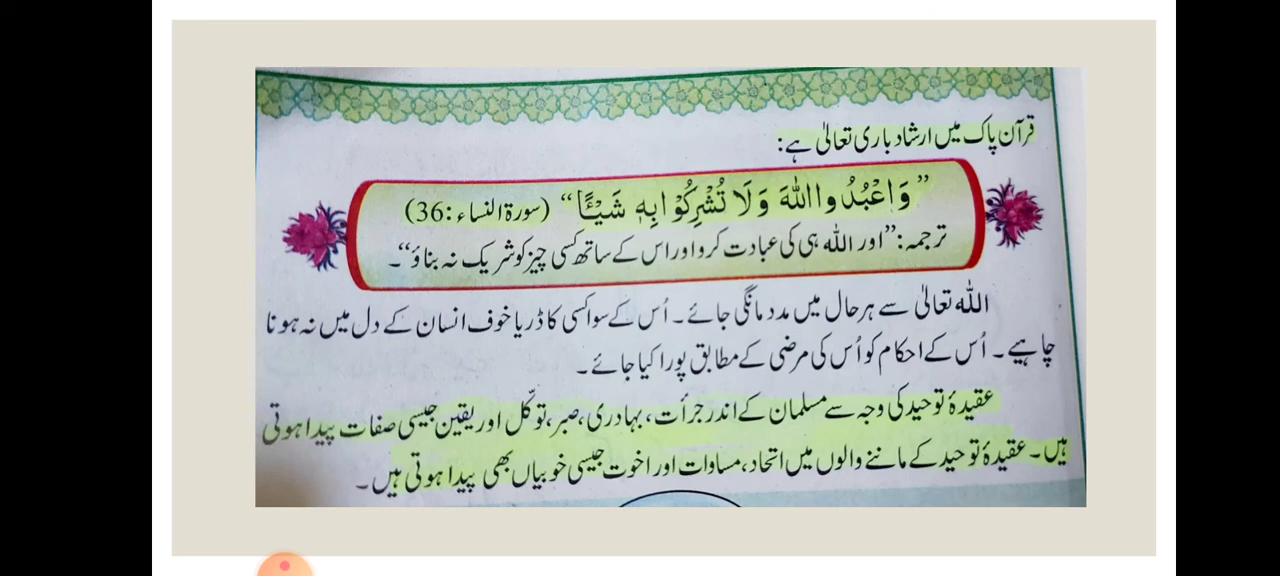 قرآن پاک میں ارشاد باری تعالیٰ ہے:
”وَاعْبُدُوا اللّٰهَ وَلَا تُشْرِكُوْا بِهٖ شَيْـًٔا“ (سورۃ النساء: 36)
ترجمہ: ”اور اللہ ہی کی عبادت کرو اور اس کے ساتھ کسی چیز کو شریک نہ بناؤ“۔
اللہ تعالیٰ سے ہر حال میں مدد مانگی جائے۔ اُس کے سوا کسی کا ڈر یا خوف انسان کے دل میں نہ ہونا
چاہیے۔ اُس کے احکام کو اُس کی مرضی کے مطابق پورا کیا جائے۔
عقیدۂ توحید کی وجہ سے مسلمان کے اندر جرأت، بہادری، صبر، توکّل اور یقین جیسی صفات پیدا ہوتی
ہیں۔ عقیدۂ توحید کے ماننے والوں میں اتحاد، مساوات اور اخوت جیسی خوبیاں بھی پیدا ہوتی ہیں۔